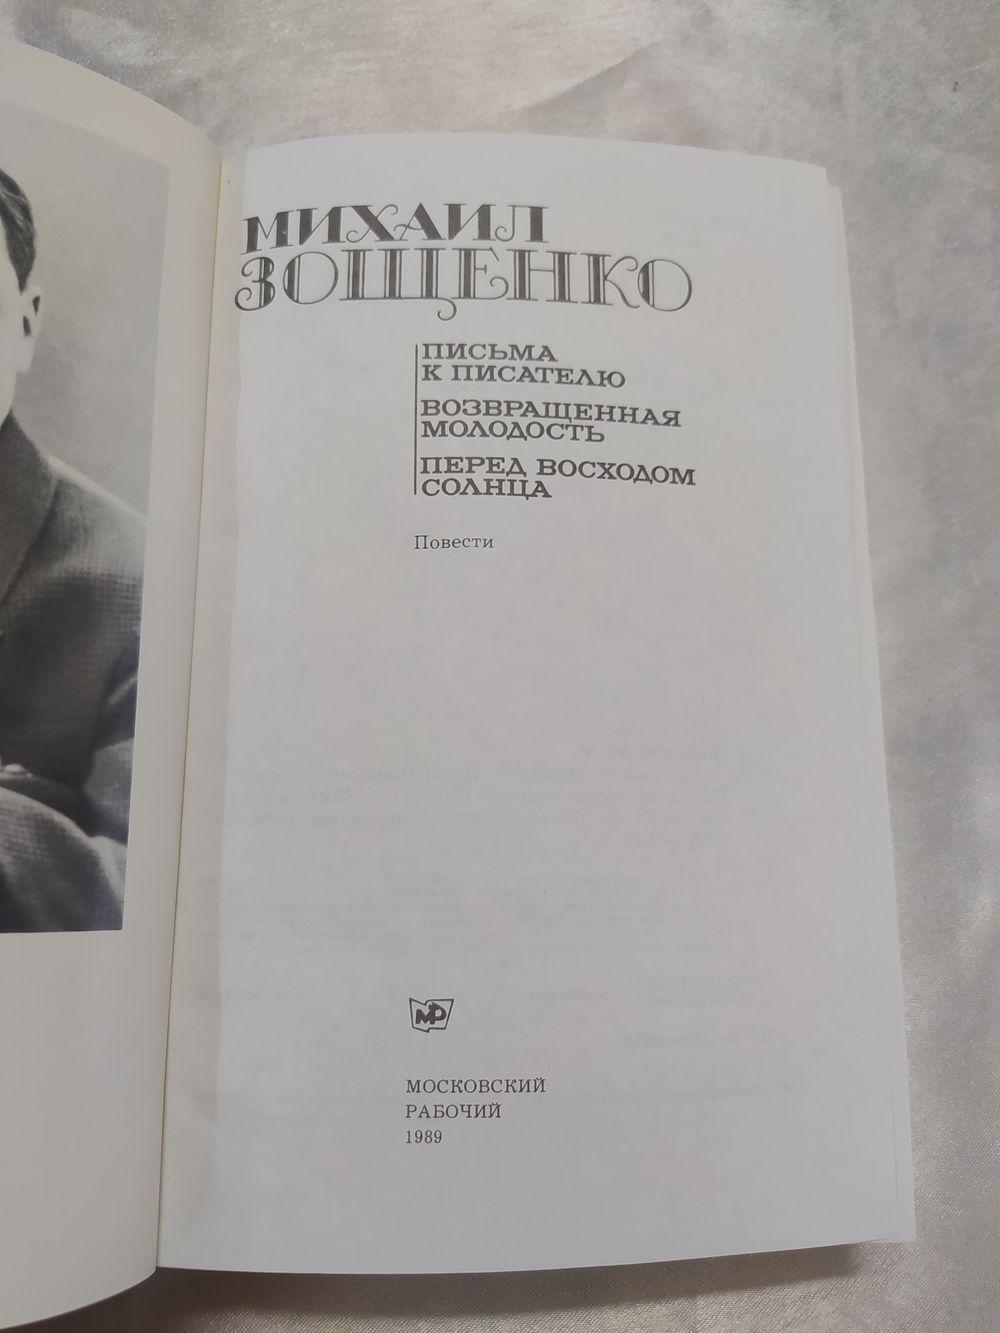 МИХАИЛ
ЗОЩЕНКО
ПИСЬМА
К ПИСАТЕЛЮ
ВОЗВРАЩЕННАЯ
МОЛОДОСТЬ
ПЕРЕД ВОСХОДОМ
СОЛНЦА
Повести
МР
МОСКОВСКИЙ
РАБОЧИЙ
1989